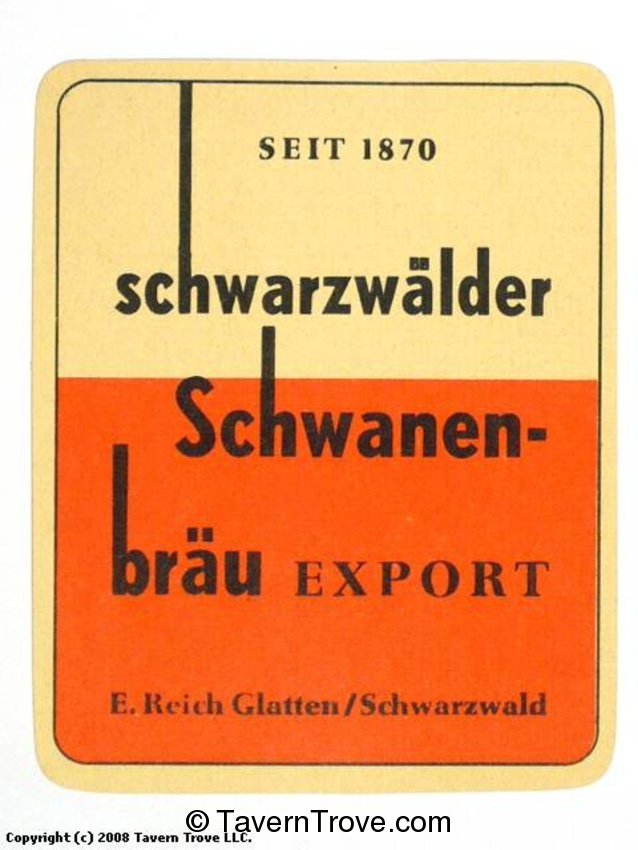 SEIT 1870
schwarzwälder
Schwanen-
bräu EXPORT
E. Reich Glatten/Schwarzwald
© TavernTrove.com
Copyright (c) 2008 Tavern Trove LLC.